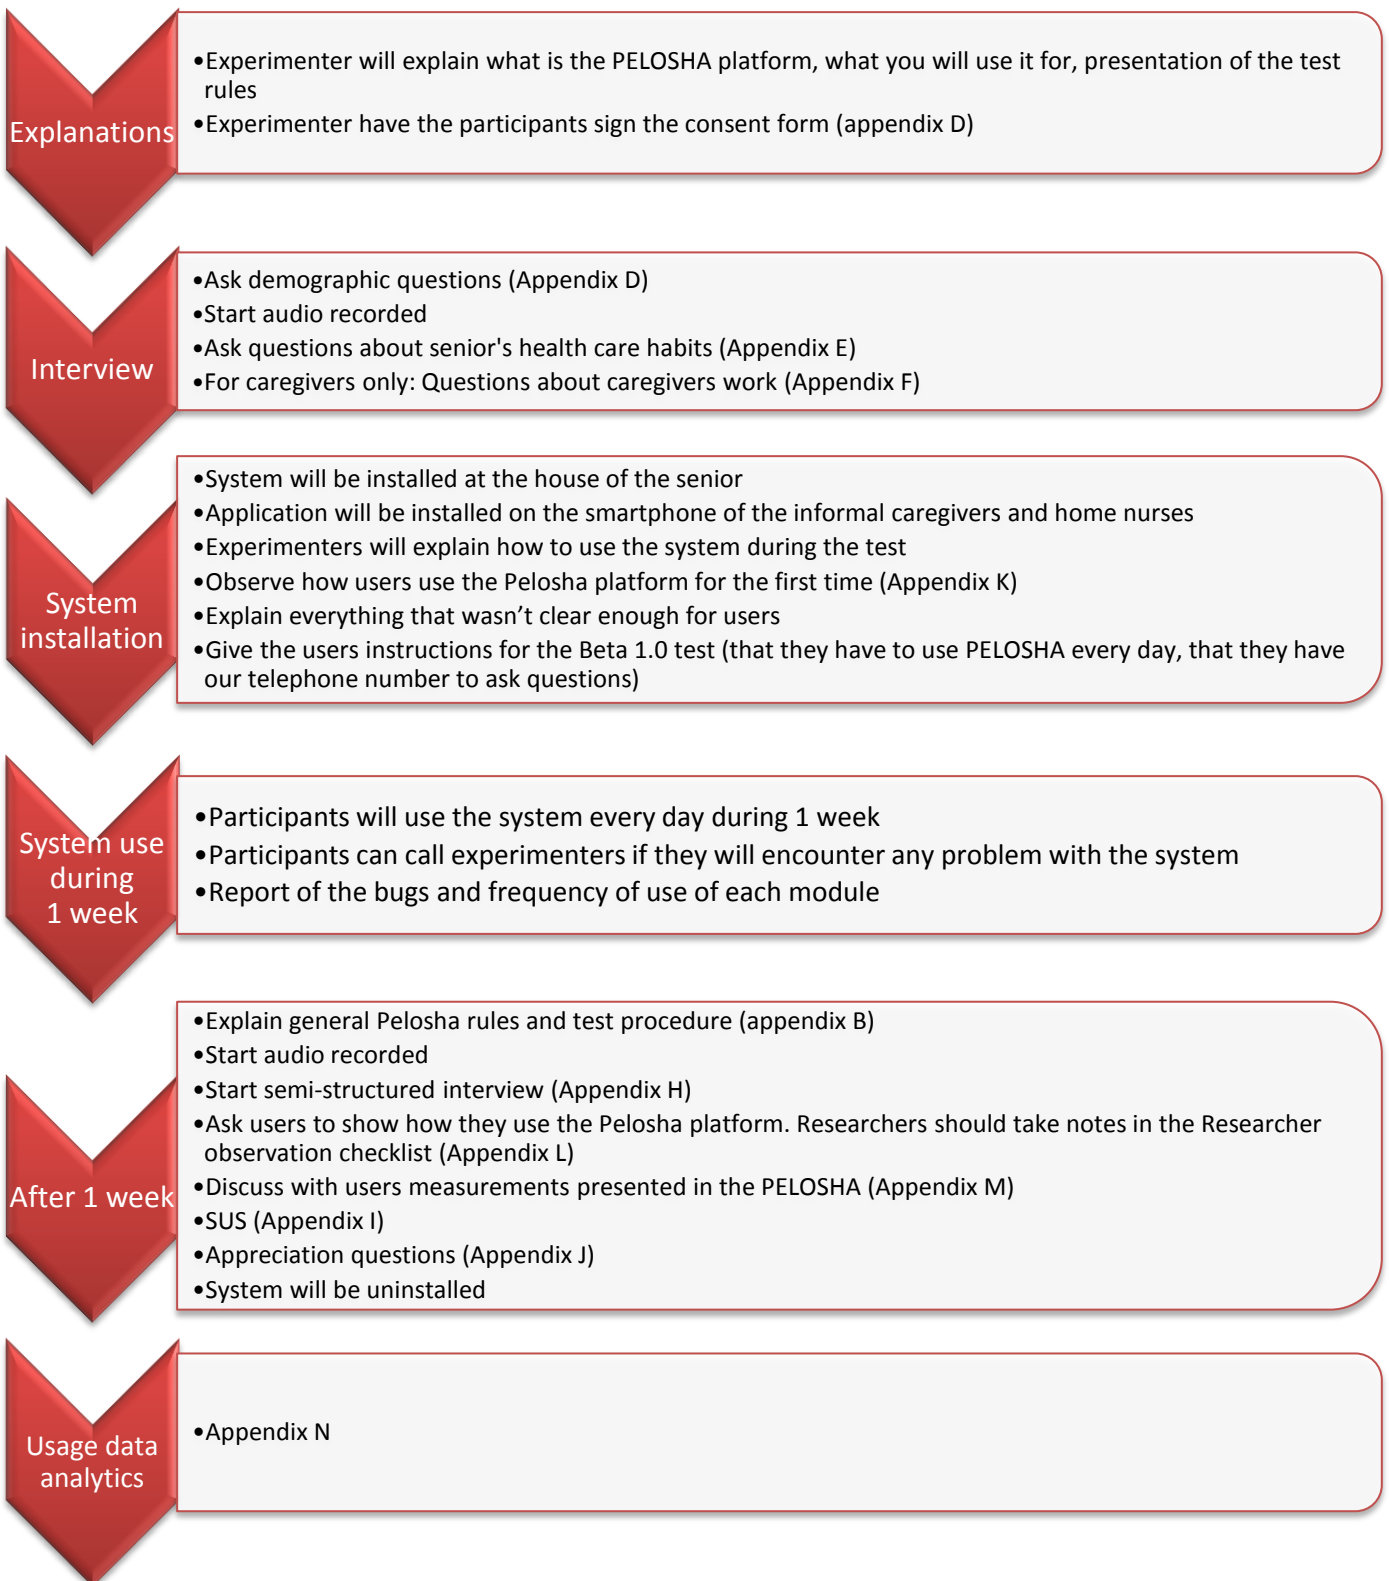 Explanations
•Experimenter will explain what is the PELOSHA platform, what you will use it for, presentation of the test
rules
•Experimenter have the participants sign the consent form (appendix D)
Interview
•Ask demographic questions (Appendix D)
•Start audio recorded
•Ask questions about senior's health care habits (Appendix E)
•For caregivers only: Questions about caregivers work (Appendix F)
System
installation
•System will be installed at the house of the senior
•Application will be installed on the smartphone of the informal caregivers and home nurses
•Experimenters will explain how to use the system during the test
•Observe how users use the Pelosha platform for the first time (Appendix K)
•Explain everything that wasn’t clear enough for users
•Give the users instructions for the Beta 1.0 test (that they have to use PELOSHA every day, that they have
our telephone number to ask questions)
System use
during
1 week
•Participants will use the system every day during 1 week
•Participants can call experimenters if they will encounter any problem with the system
•Report of the bugs and frequency of use of each module
After 1 week
•Explain general Pelosha rules and test procedure (appendix B)
•Start audio recorded
•Start semi-structured interview (Appendix H)
•Ask users to show how they use the Pelosha platform. Researchers should take notes in the Researcher
observation checklist (Appendix L)
•Discuss with users measurements presented in the PELOSHA (Appendix M)
•SUS (Appendix I)
•Appreciation questions (Appendix J)
•System will be uninstalled
Usage data
analytics
•Appendix N